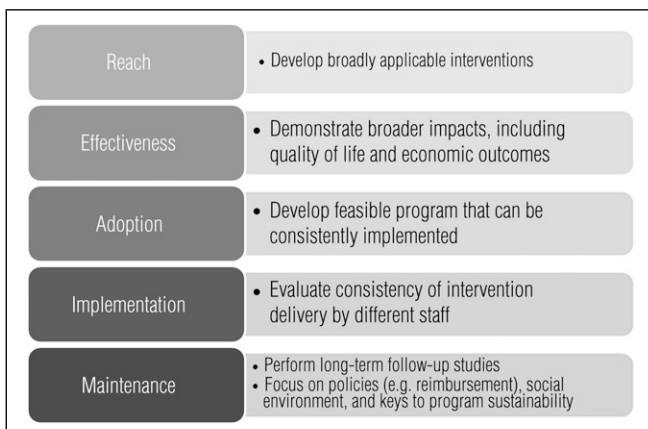 Reach
• Develop broadly applicable interventions
Effectiveness
• Demonstrate broader impacts, including
quality of life and economic outcomes
Adoption
• Develop feasible program that can be
consistently implemented
Implementation
• Evaluate consistency of intervention
delivery by different staff
Maintenance
• Perform long-term follow-up studies
• Focus on policies (e.g. reimbursement), social
environment, and keys to program sustainability